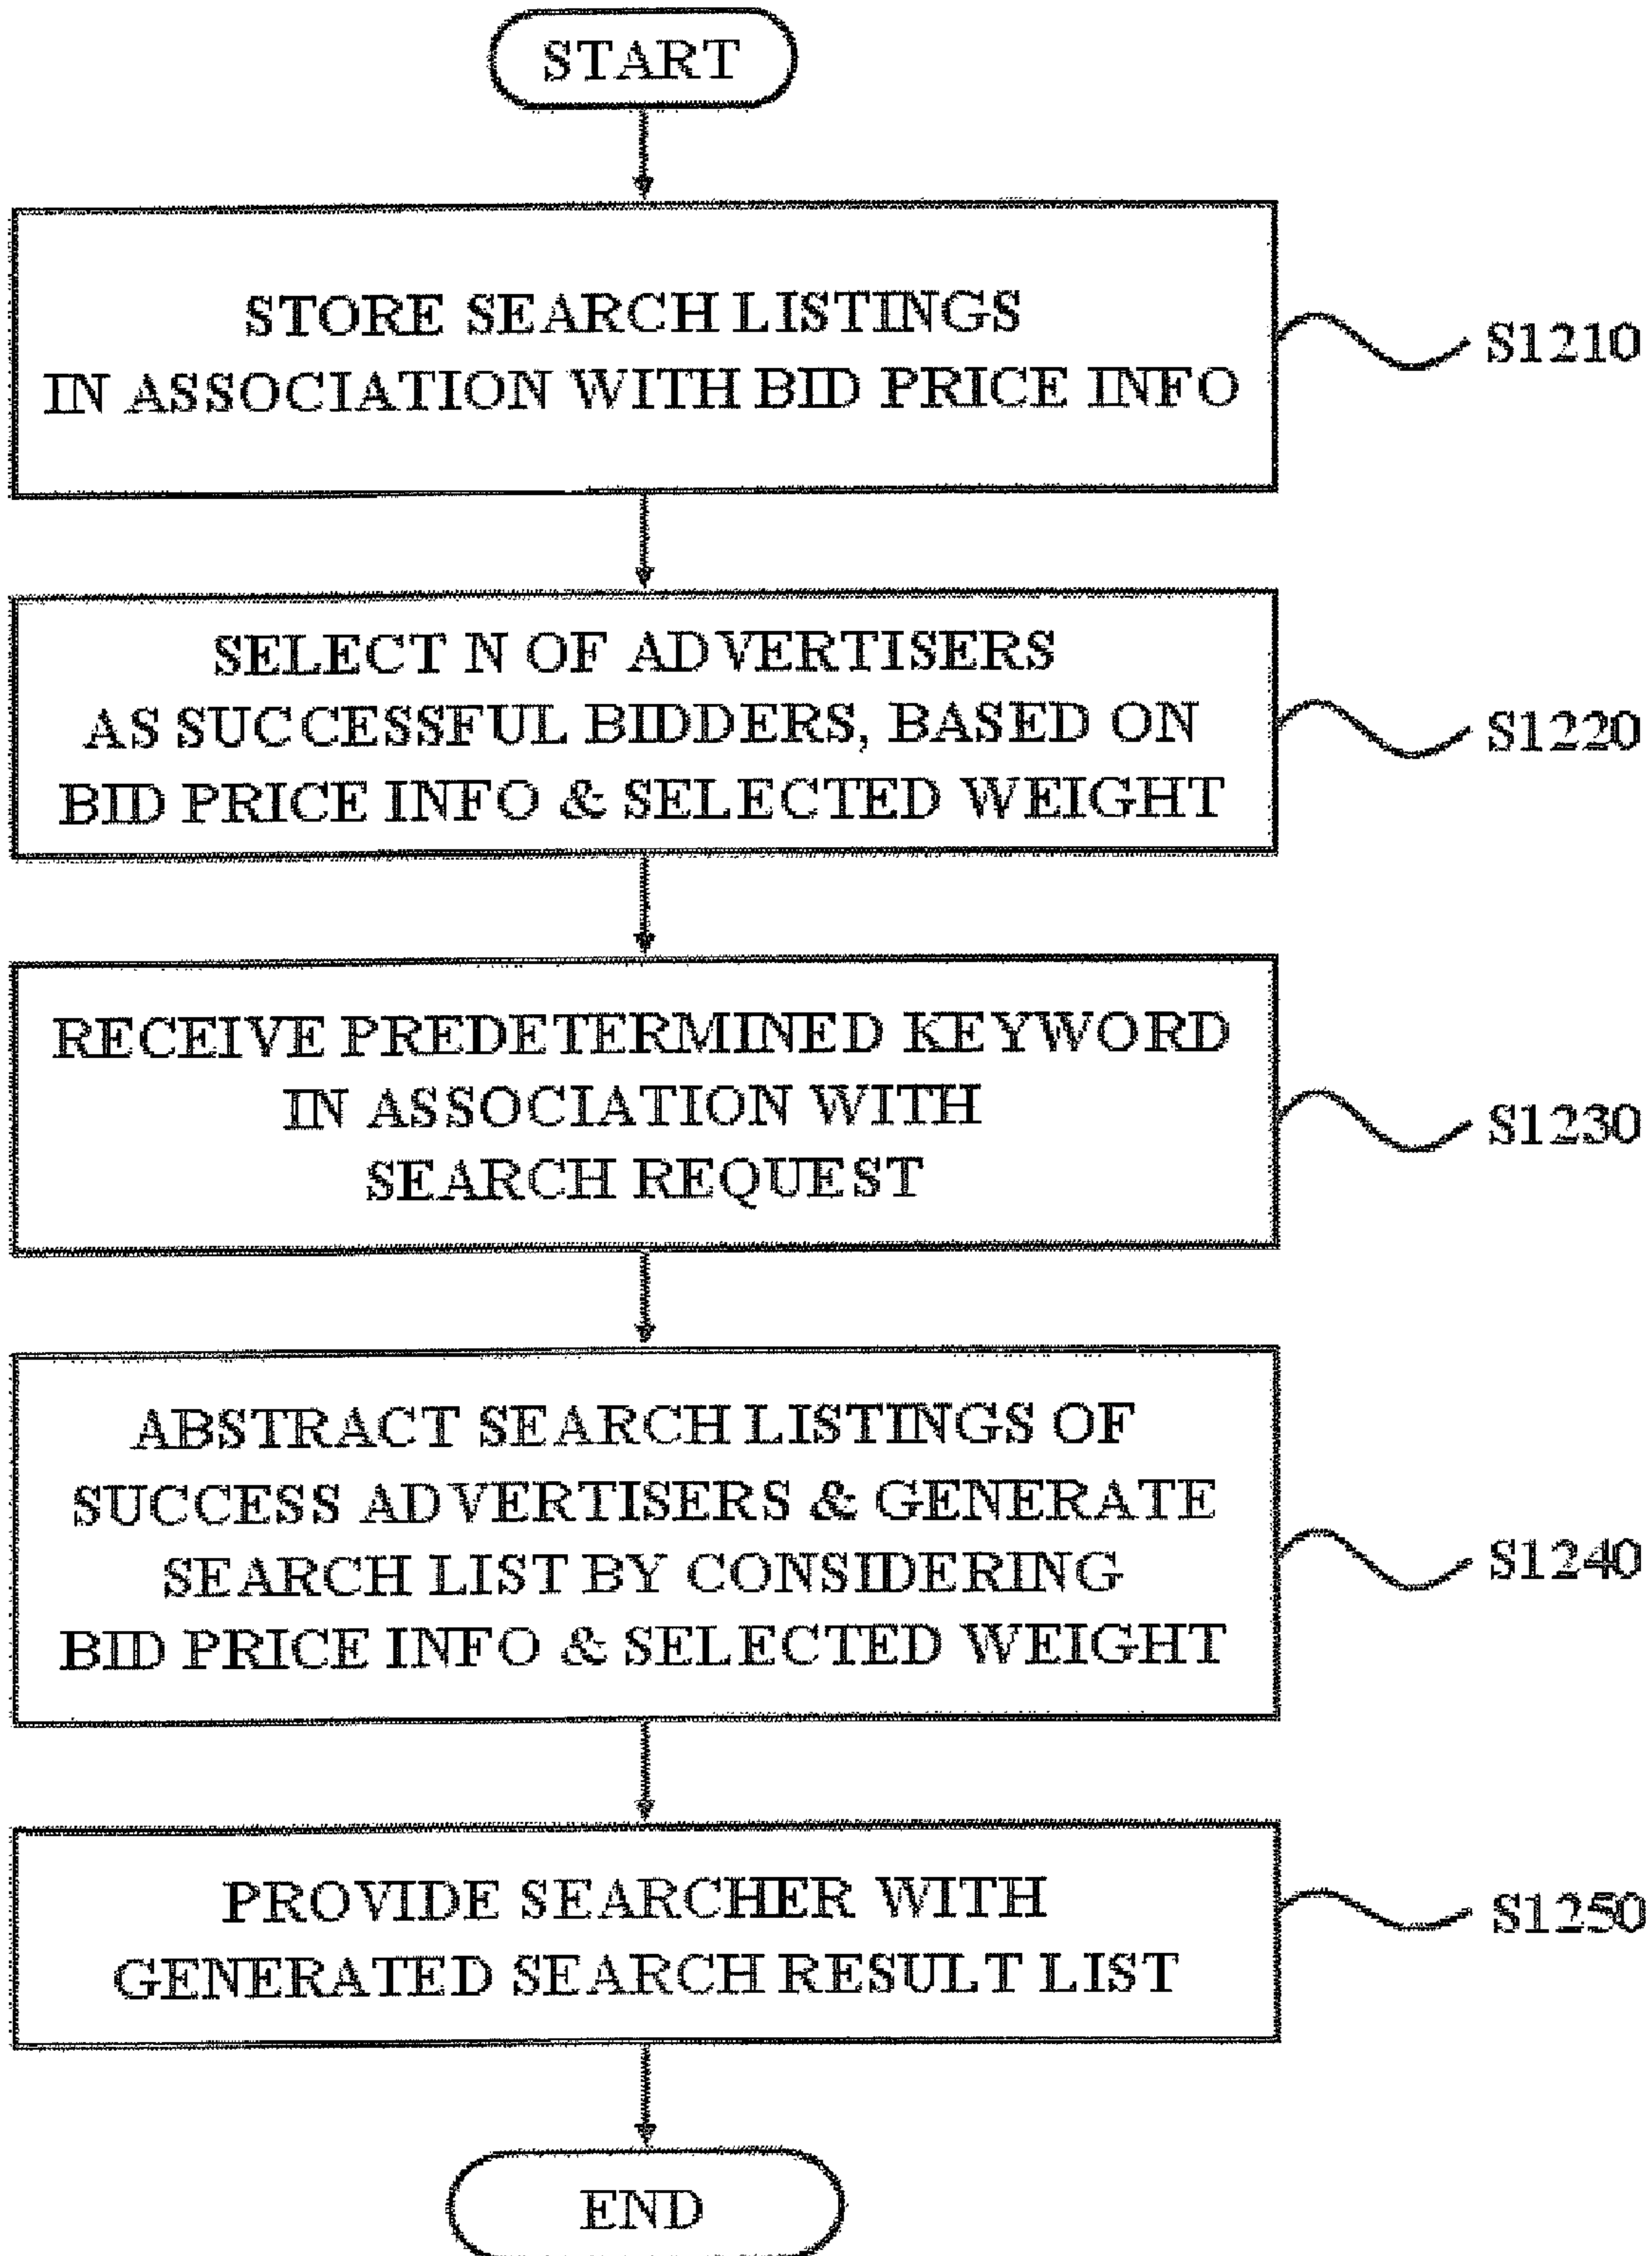 START
STORE SEARCH LISTINGS
IN ASSOCIATION WITH BID PRICE INFO
S1210
SELECT N OF ADVERTISERS
AS SUCCESSFUL BIDDERS, BASED ON
BID PRICE INFO & SELECTED WEIGHT
S1220
RECEIVE PREDETERMINED KEYWORD
IN ASSOCIATION WITH
SEARCH REQUEST
S1230
ABSTRACT SEARCH LISTINGS OF
SUCCESS ADVERTISERS & GENERATE
SEARCH LIST BY CONSIDERING
BID PRICE INFO & SELECTED WEIGHT
S1240
PROVIDE SEARCHER WITH
GENERATED SEARCH RESULT LIST
S1250
END